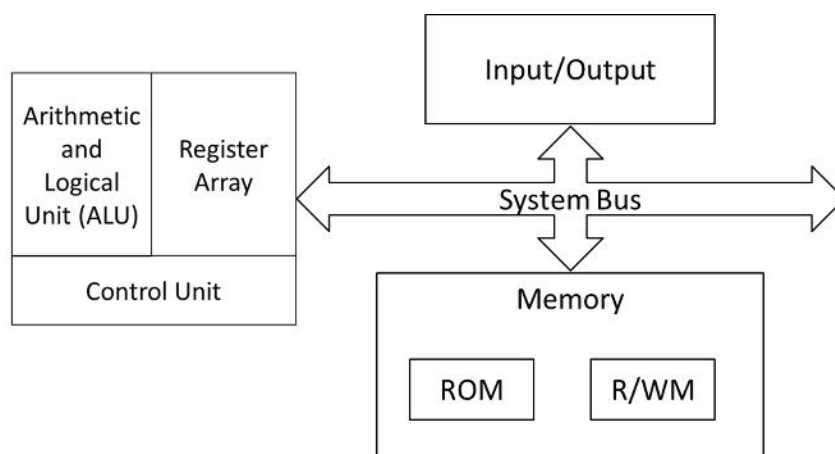 Input/Output
Arithmetic
and
Logical
Unit (ALU)
Register
Array
System Bus
Control Unit
Memory
ROM
R/WM